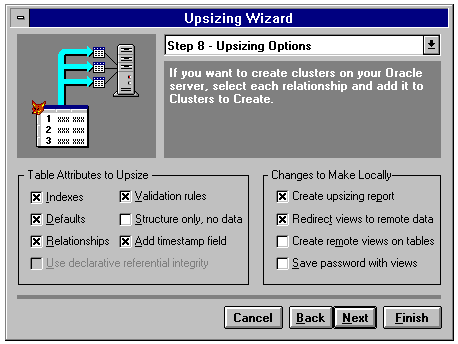 Upsizing Wizard
Step 8 - Upsizing Options
If you want to create clusters on your Oracle
server, select each relationship and add it to
Clusters to Create.
1 xxx xxx
2 xxx xxx
3 xxx xxx
Table Attributes to Upsize
Indexes
Validation rules
Defaults
Structure only, no data
Relationships
Add timestamp field
Use declarative referential integrity
Changes to Make Locally
Create upsizing report
Redirect views to remote data
Create remote views on tables
Save password with views
Cancel
Back
Next
Finish